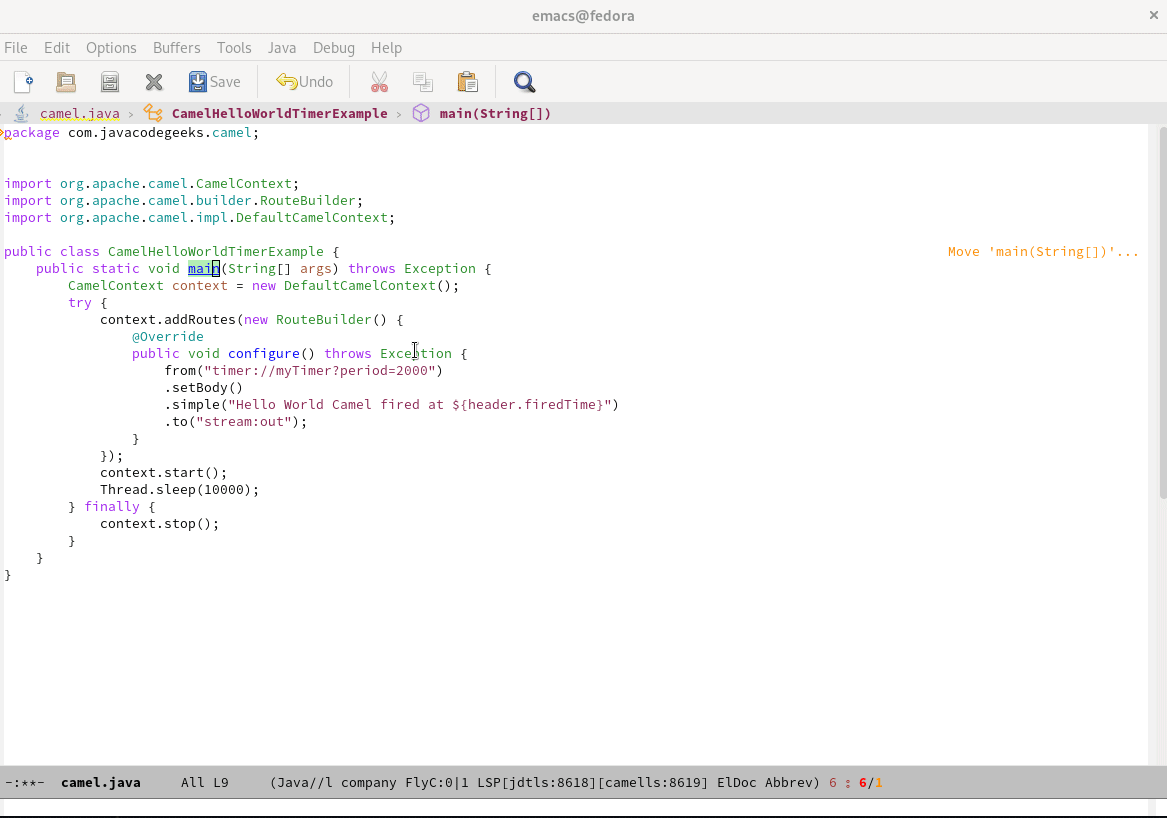 emacs@fedora ×
File Edit Options Buffers Tools Java Debug Help
Save Undo
camel.java › CamelHelloWorldTimerExample › main(String[])
package com.javacodegeeks.camel;
import org.apache.camel.CamelContext;
import org.apache.camel.builder.RouteBuilder;
import org.apache.camel.impl.DefaultCamelContext;
public class CamelHelloWorldTimerExample { Move 'main(String[])'...
    public static void main(String[] args) throws Exception {
        CamelContext context = new DefaultCamelContext();
        try {
            context.addRoutes(new RouteBuilder() {
                @Override
                public void configure() throws Exception {
                    from("timer://myTimer?period=2000")
                    .setBody()
                    .simple("Hello World Camel fired at ${header.firedTime}")
                    .to("stream:out");
                }
            });
            context.start();
            Thread.sleep(10000);
        } finally {
            context.stop();
        }
    }
}
-:**- camel.java All L9 (Java//l company FlyC:0|1 LSP[jdtls:8618][camells:8619] ElDoc Abbrev) 6 : 6/1